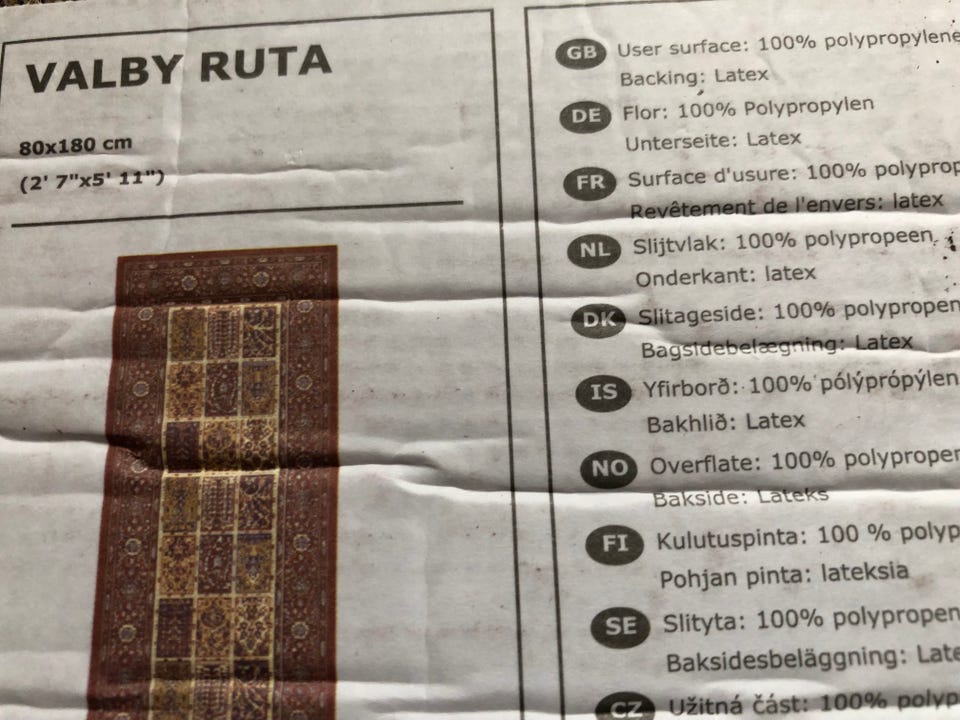 VALBY RUTA
80x180 cm
(2' 7"x5' 11")
GB User surface: 100% polypropylene
Backing: Latex
DE Flor: 100% Polypropylen
Unterseite: Latex
FR Surface d'usure: 100% polyprop
Revêtement de l'envers: latex
NL Slijtvlak: 100% polypropeen
Onderkant: latex
DK Slitageside: 100% polypropen
Bagsidebelægning: Latex
IS Yfirborð: 100% pólýprópýlen
Bakhlið: Latex
NO Overflate: 100% polypropen
Bakside: Lateks
FI Kulutuspinta: 100 % polyp
Pohjan pinta: lateksia
SE Slityta: 100% polypropen
Baksidesbeläggning: Late
CZ Užitná část: 100% polyp